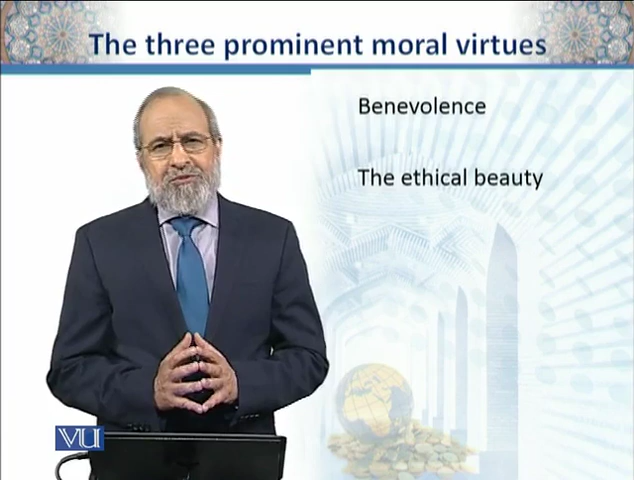 The three prominent moral virtues
Benevolence
The ethical beauty
VU